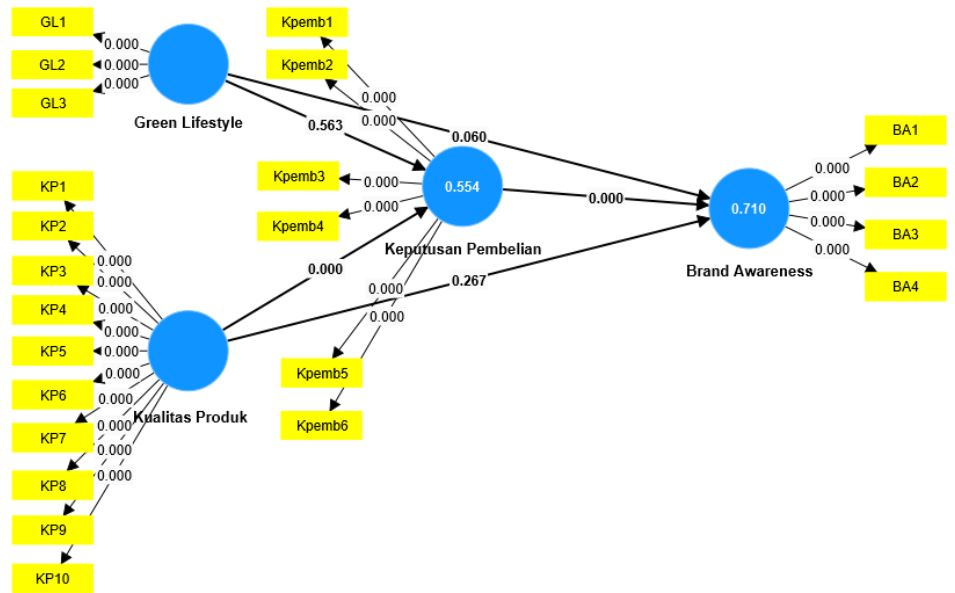 GL1
GL2
GL3
0.000
0.000
0.000
Green Lifestyle
Kpemb1
Kpemb2
0.000
0.000
0.563
0.060
KP1
KP2
KP3
KP4
KP5
KP6
KP7
KP8
KP9
KP10
0.000
0.000
0.000
0.000
0.000
0.000
0.000
0.000
0.000
0.000
Kualitas Produk
Kpemb3
Kpemb4
0.000
0.000
0.554
Keputusan Pembelian
0.000
0.000
0.267
0.000
0.000
Kpemb5
Kpemb6
0.710
Brand Awareness
0.000
0.000
0.000
0.000
BA1
BA2
BA3
BA4